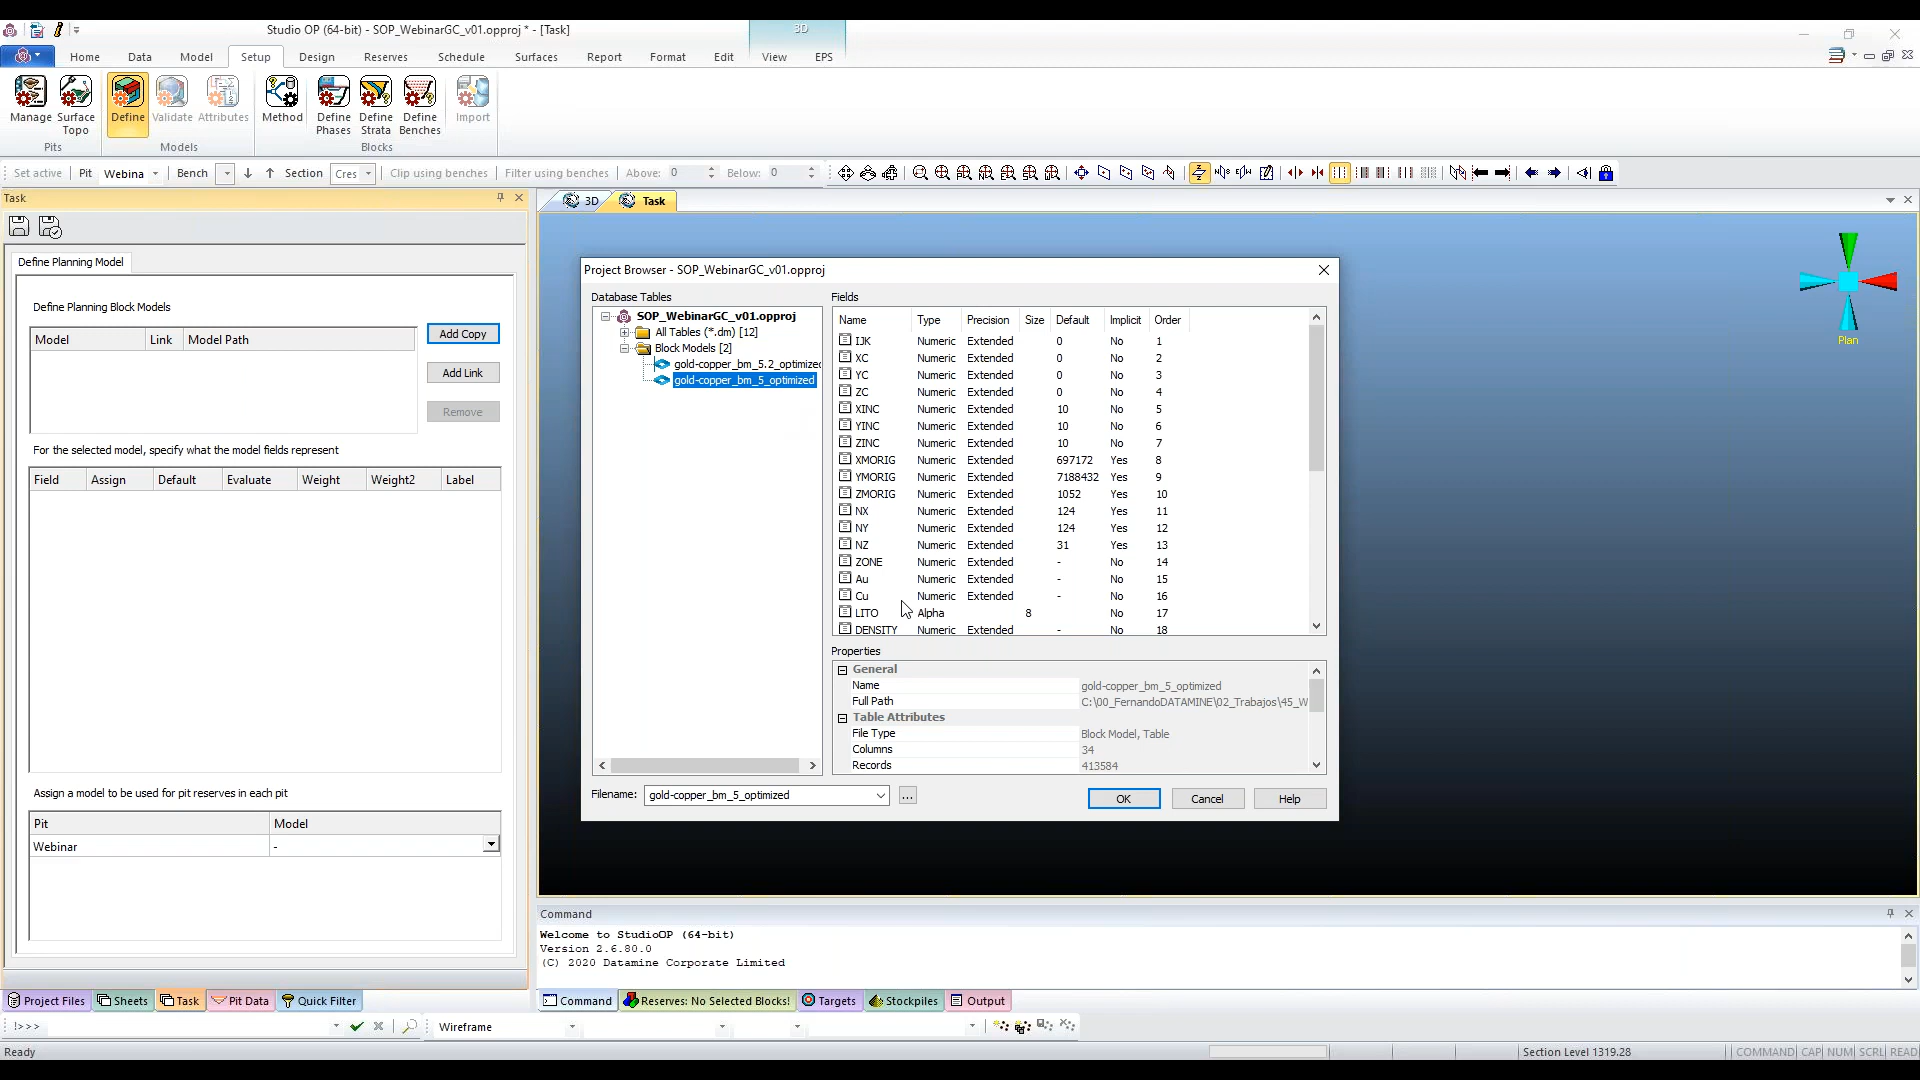 Studio OP (64-bit) - SOP_WebinarGC_v01.opproj * - [Task]
3D
Home Data Model Setup Design Reserves Schedule Surfaces Report Format Edit View EPS
Manage Surface Topo Define Validate Attributes Method Define Phases Define Strata Define Benches Import
Pits Models Blocks
Set active Pit Webina Bench Section Cres Clip using benches Filter using benches Above: 0 Below: 0
Task
3D Task
Define Planning Model
Define Planning Block Models
Model Link Model Path
Add Copy
Add Link
Remove
For the selected model, specify what the model fields represent
Field Assign Default Evaluate Weight Weight2 Label
Assign a model to be used for pit reserves in each pit
Pit Model
Webinar -
Project Browser - SOP_WebinarGC_v01.opproj
Database Tables
SOP_WebinarGC_v01.opproj
All Tables (*.dm) [12]
Block Models [2]
gold-copper_bm_5.2_optimized
gold-copper_bm_5_optimized
Fields
Name Type Precision Size Default Implicit Order
IJK Numeric Extended 0 No 1
XC Numeric Extended 0 No 2
YC Numeric Extended 0 No 3
ZC Numeric Extended 0 No 4
XINC Numeric Extended 10 No 5
YINC Numeric Extended 10 No 6
ZINC Numeric Extended 10 No 7
XMORIG Numeric Extended 697172 Yes 8
YMORIG Numeric Extended 7188432 Yes 9
ZMORIG Numeric Extended 1052 Yes 10
NX Numeric Extended 124 Yes 11
NY Numeric Extended 124 Yes 12
NZ Numeric Extended 31 Yes 13
ZONE Numeric Extended - No 14
Au Numeric Extended - No 15
Cu Numeric Extended - No 16
LITO Alpha 8 No 17
DENSITY Numeric Extended - No 18
Properties
General
Name gold-copper_bm_5_optimized
Full Path C:\00_FernandoDATAMINE\02_Trabajos\45_W
Table Attributes
File Type Block Model, Table
Columns 34
Records 413584
Filename: gold-copper_bm_5_optimized ...
OK Cancel Help
Plan
Command
Welcome to StudioOP (64-bit)
Version 2.6.80.0
(C) 2020 Datamine Corporate Limited
Project Files Sheets Task Pit Data Quick Filter
Command Reserves: No Selected Blocks! Targets Stockpiles Output
!>>> Wireframe
Ready Section Level 1319.28 COMMAND CAP NUM SCRL READ